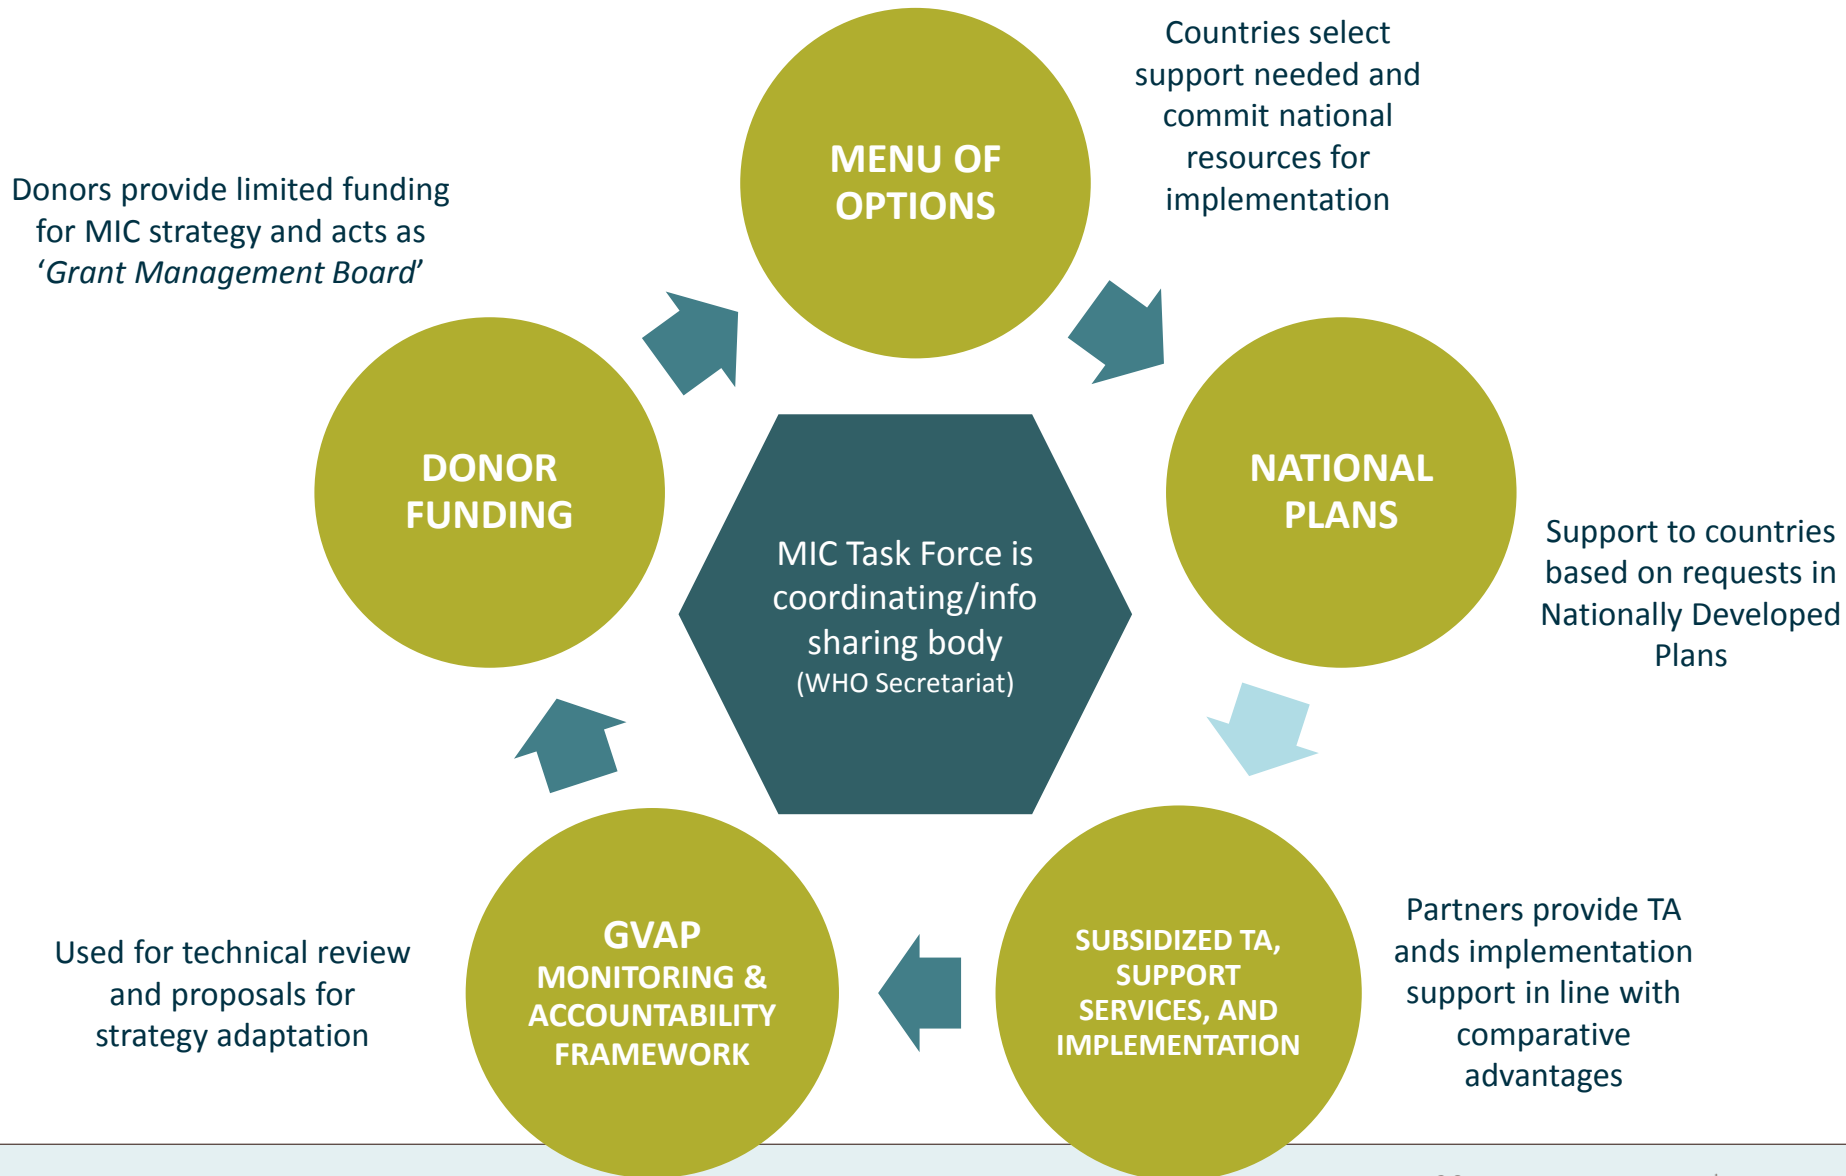 MENU OF
OPTIONS
Countries select
support needed and
commit national
resources for
implementation
Donors provide limited funding
for MIC strategy and acts as
‘Grant Management Board’
DONOR
FUNDING
NATIONAL
PLANS
MIC Task Force is
coordinating/info
sharing body
(WHO Secretariat)
Support to countries
based on requests in
Nationally Developed
Plans
Used for technical review
and proposals for
strategy adaptation
GVAP
MONITORING &
ACCOUNTABILITY
FRAMEWORK
SUBSIDIZED TA,
SUPPORT
SERVICES, AND
IMPLEMENTATION
Partners provide TA
ands implementation
support in line with
comparative
advantages